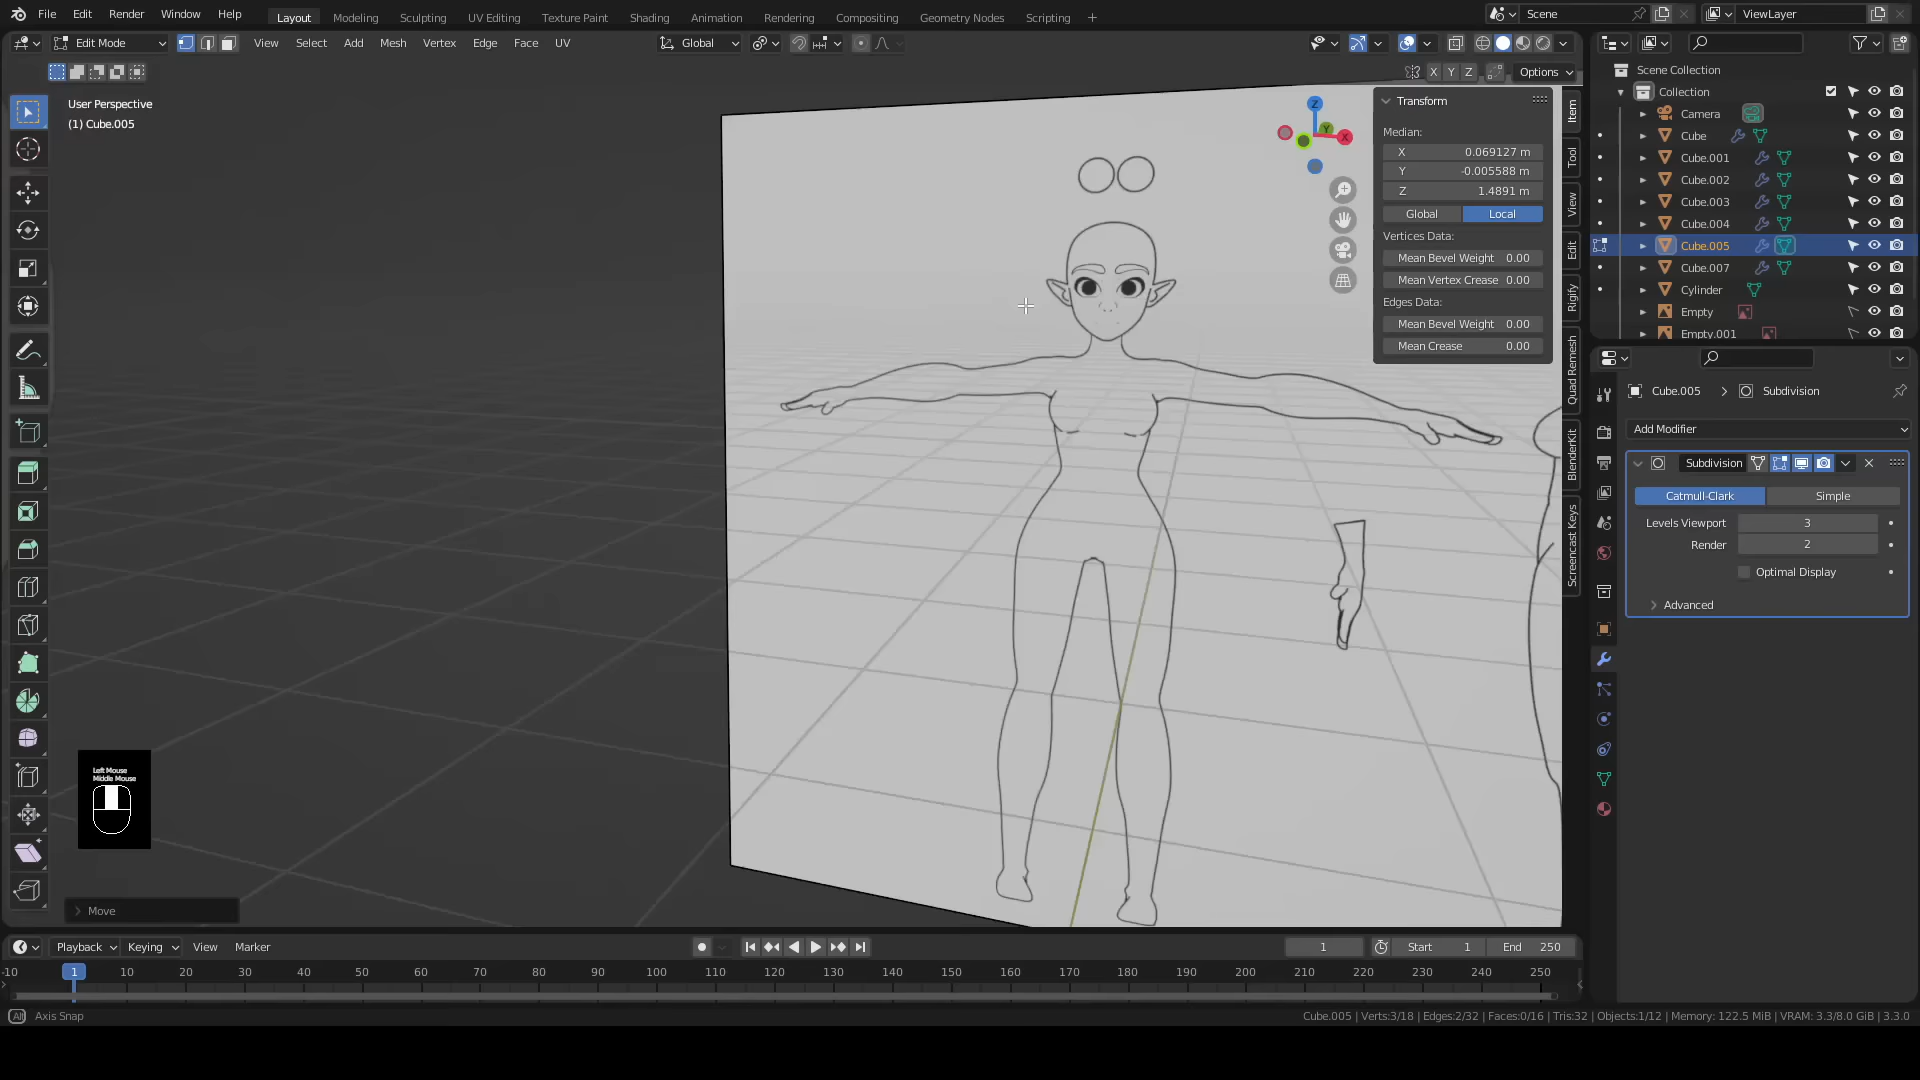 File Edit Render Window Help Layout Modeling Sculpting UV Editing Texture Paint Shading Animation Rendering Compositing Geometry Nodes Scripting + Scene ViewLayer
Edit Mode View Select Add Mesh Vertex Edge Face UV Global
X Y Z Options
User Perspective
(1) Cube.005
Transform
Median:
X 0.069127 m
Y -0.005588 m
Z 1.4891 m
Global Local
Vertices Data:
Mean Bevel Weight 0.00
Mean Vertex Crease 0.00
Edges Data:
Mean Bevel Weight 0.00
Mean Crease 0.00
Z
Y
X
Item
Tool
View
Edit
Rigify
Quad Remesh
BlenderKit
Screencast Keys
Scene Collection
Collection
Camera
Cube
Cube.001
Cube.002
Cube.003
Cube.004
Cube.005
Cube.007
Cylinder
Empty
Empty.001
Cube.005 > Subdivision
Add Modifier
Subdivision
Catmull-Clark Simple
Levels Viewport 3
Render 2
Optimal Display
Advanced
Left Mouse
Middle Mouse
Move
Playback Keying View Marker 1 Start 1 End 250
-10 1 10 20 30 40 50 60 70 80 90 100 110 120 130 140 150 160 170 180 190 200 210 220 230 240 250
Alt Axis Snap
Cube.005 | Verts:3/18 | Edges:2/32 | Faces:0/16 | Tris:32 | Objects:1/12 | Memory: 122.5 MiB | VRAM: 3.3/8.0 GiB | 3.3.0